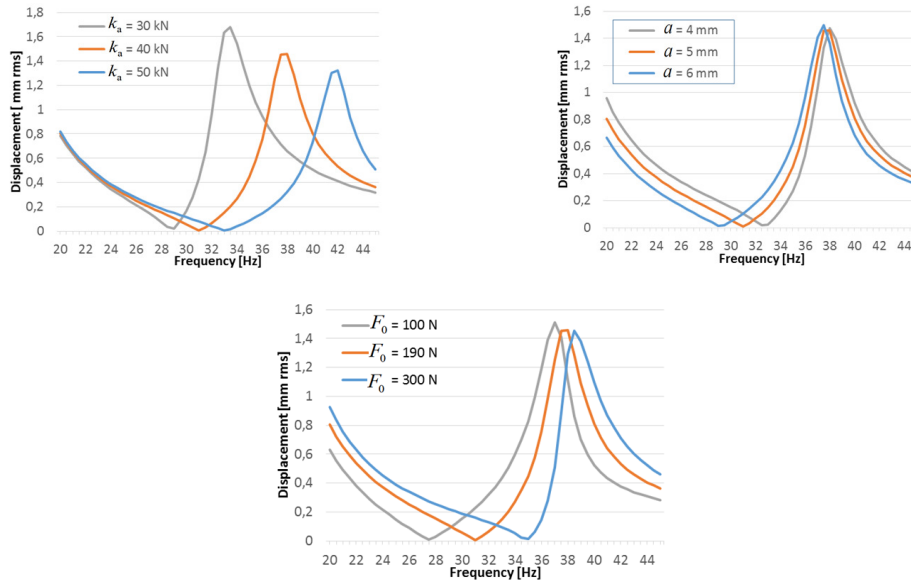 Displacement [ mm rms]
1,8
1,6
1,4
1,2
1
0,8
0,6
0,4
0,2
0
kₐ = 30 kN
kₐ = 40 kN
kₐ = 50 kN
20 22 24 26 28 30 32 34 36 38 40 42 44
Frequency [Hz]
Displacement [mm rms]
1,6
1,4
1,2
1
0,8
0,6
0,4
0,2
0
a = 4 mm
a = 5 mm
a = 6 mm
20 22 24 26 28 30 32 34 36 38 40 42 44
Frequency [Hz]
Displacement [mm rms]
1,6
1,4
1,2
1
0,8
0,6
0,4
0,2
0
F₀ = 100 N
F₀ = 190 N
F₀ = 300 N
20 22 24 26 28 30 32 34 36 38 40 42 44
Frequency [Hz]